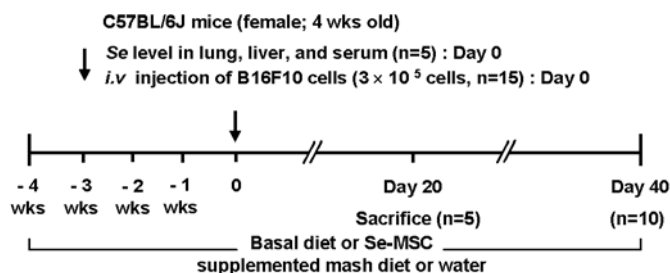 C57BL/6J mice (female; 4 wks old)
Se level in lung, liver, and serum (n=5) : Day 0
i.v injection of B16F10 cells (3 × 10 ⁵ cells, n=15) : Day 0
- 4 wks
- 3 wks
- 2 wks
- 1 wks
0
Day 20
Day 40
Sacrifice (n=5)
(n=10)
Basal diet or Se-MSC
supplemented mash diet or water